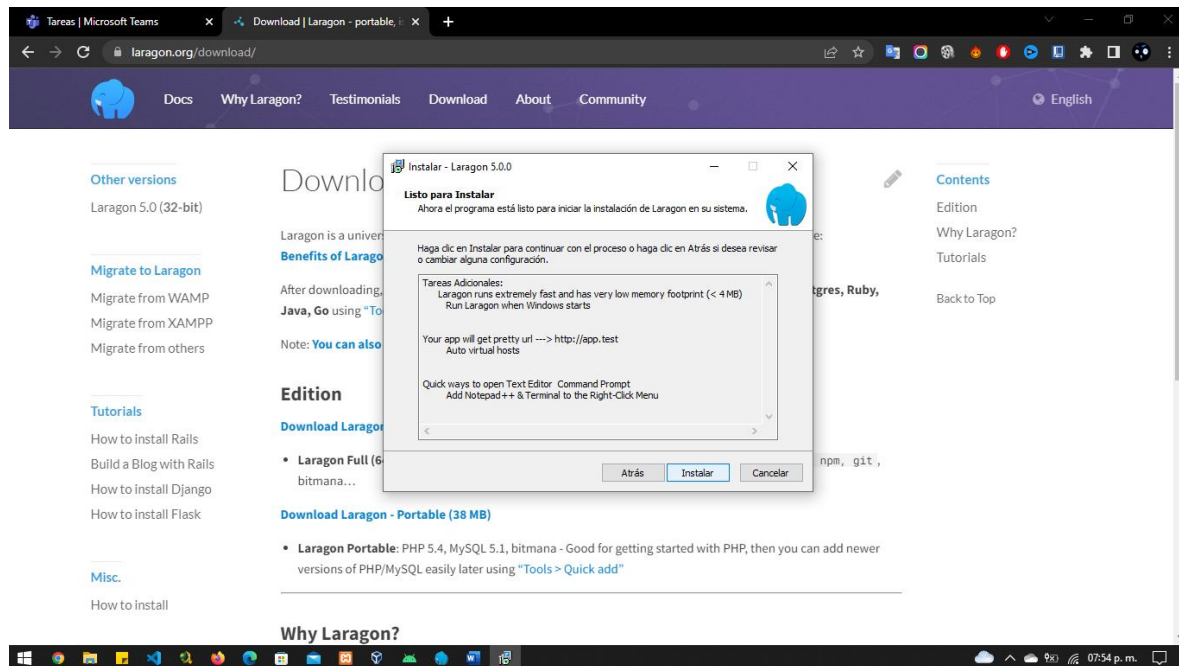 Tareas | Microsoft Teams
Download | Laragon - portable, i
laragon.org/download/
Docs Why Laragon? Testimonials Download About Community English
Other versions
Laragon 5.0 (32-bit)
Migrate to Laragon
Migrate from WAMP
Migrate from XAMPP
Migrate from others
Tutorials
How to install Rails
Build a Blog with Rails
How to install Django
How to install Flask
Misc.
How to install
Downlo
Laragon is a univer e:
Benefits of Larago
After downloading, tgres, Ruby,
Java, Go using "To
Note: You can also
Edition
Download Larago
• Laragon Full (6 npm, git,
bitmana…
Download Laragon - Portable (38 MB)
• Laragon Portable: PHP 5.4, MySQL 5.1, bitmana - Good for getting started with PHP, then you can add newer
versions of PHP/MySQL easily later using "Tools > Quick add"
Why Laragon?
Instalar - Laragon 5.0.0
Listo para Instalar
Ahora el programa está listo para iniciar la instalación de Laragon en su sistema.
Haga clic en Instalar para continuar con el proceso o haga clic en Atrás si desea revisar
o cambiar alguna configuración.
Tareas Adicionales:
Laragon runs extremely fast and has very low memory footprint (< 4 MB)
Run Laragon when Windows starts
Your app will get pretty url ---> http://app.test
Auto virtual hosts
Quick ways to open Text Editor Command Prompt
Add Notepad++ & Terminal to the Right-Click Menu
Atrás Instalar Cancelar
Contents
Edition
Why Laragon?
Tutorials
Back to Top
07:54 p. m.